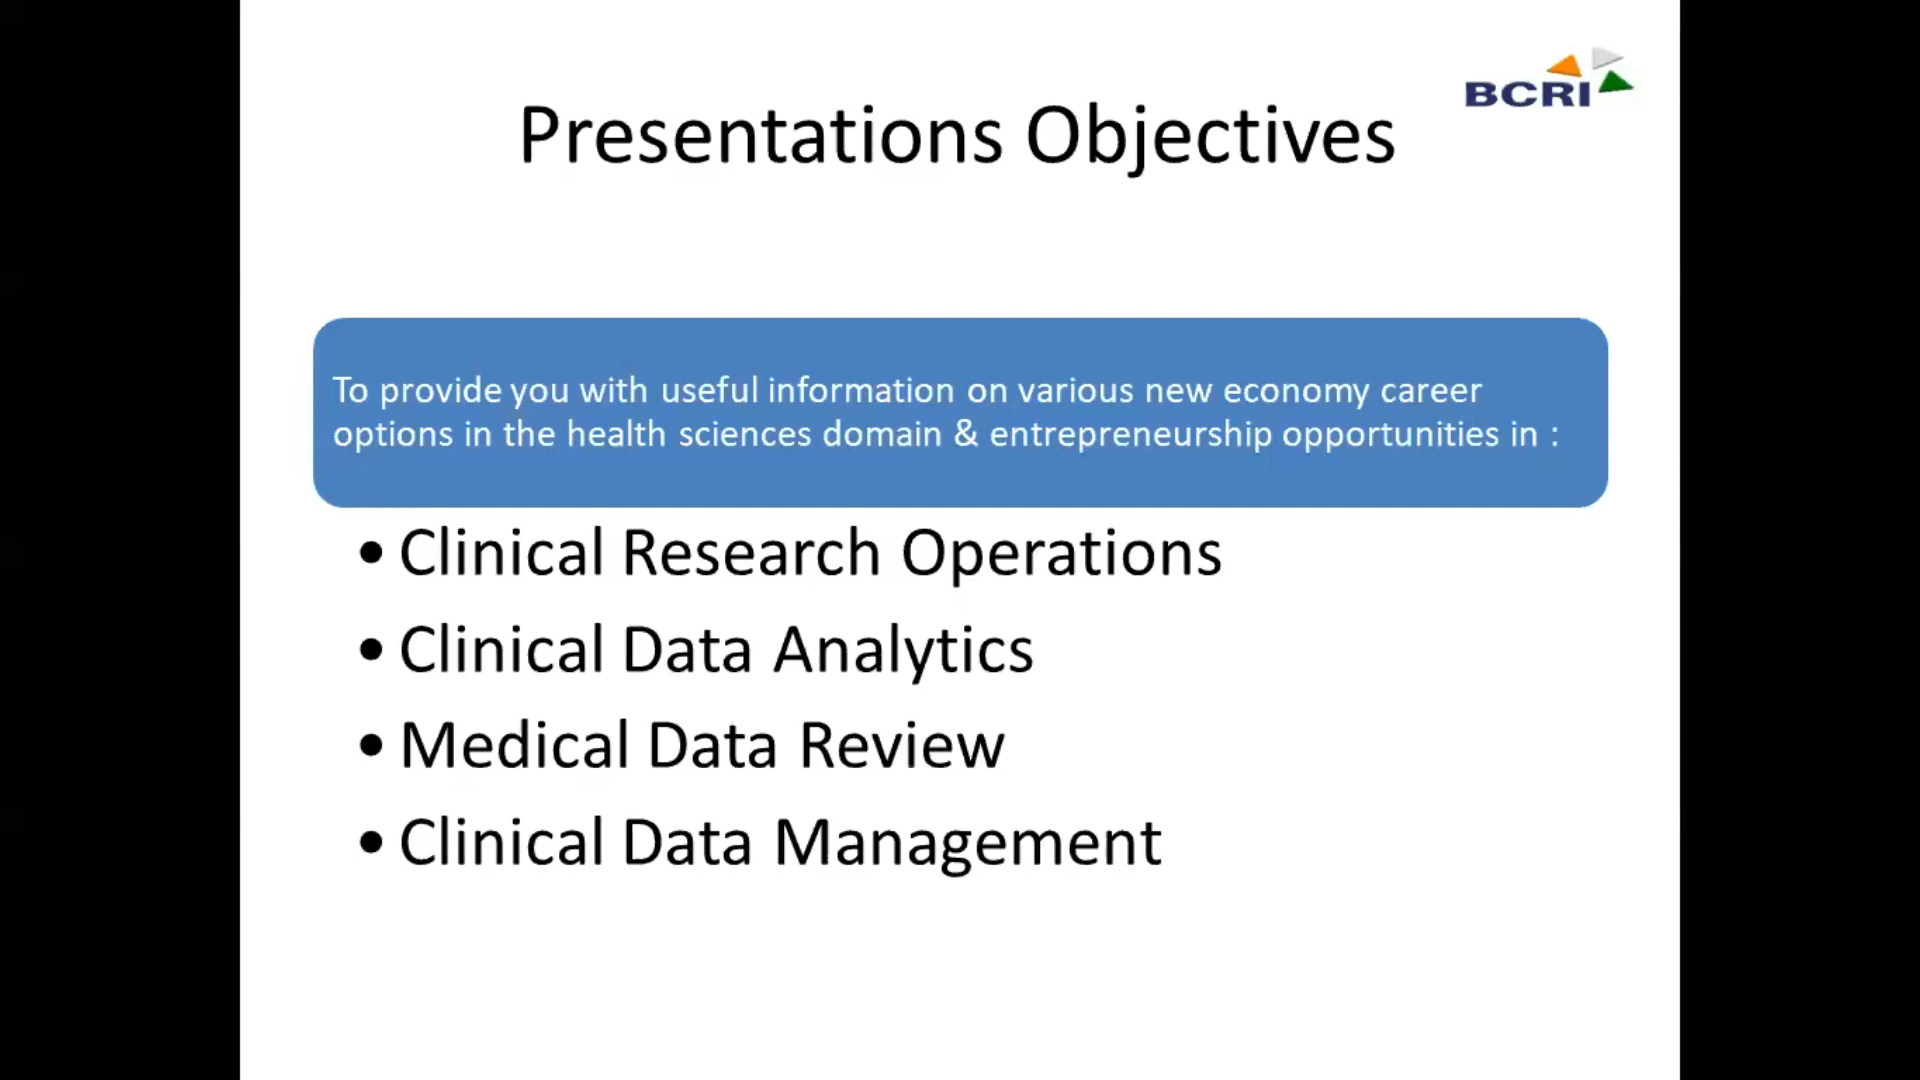 BCRI
Presentations Objectives
To provide you with useful information on various new economy career
options in the health sciences domain & entrepreneurship opportunities in :
• Clinical Research Operations
• Clinical Data Analytics
• Medical Data Review
• Clinical Data Management